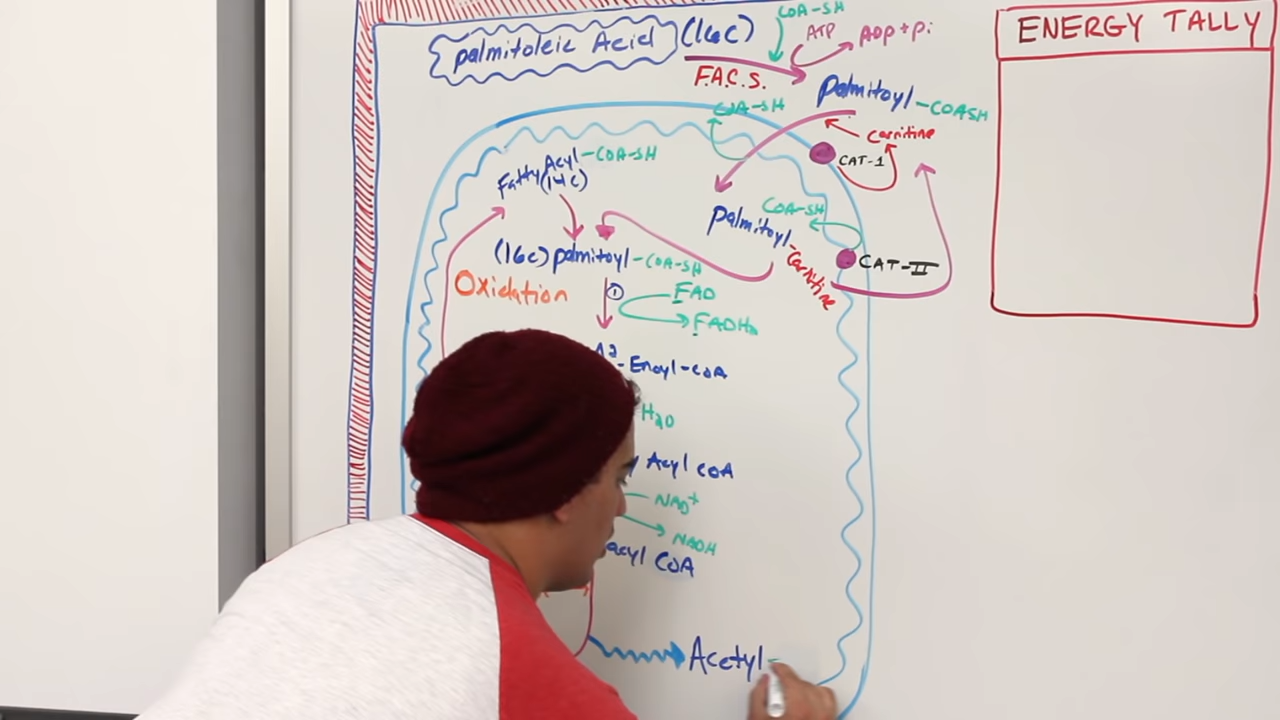 palmitoleic Acid (16c)
COA-SH
ATP
ADP+Pi
F.A.C.S.
Palmitoyl-COASH
COA-SH
Carnitine
CAT-1
Fatty Acyl-COA-SH
(14c)
COA-SH
Palmitoyl-Carnitine
CAT-II
(16c) palmitoyl-COA-SH
Oxidation
1
FAD
FADH2
Δ2-Enoyl-COA
H2O
Acyl COA
NAD+
NADH
acyl COA
Acetyl-
ENERGY TALLY